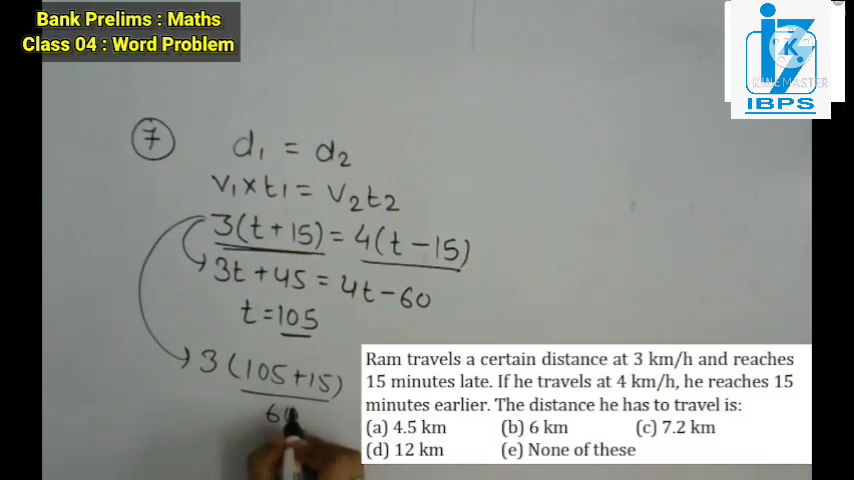 Bank Prelims : Maths
Class 04 : Word Problem
K
KINEMASTER
IBPS
7
d1 = d2
v1 × t1 = v2t2
3(t + 15) = 4(t - 15)
3t + 45 = 4t - 60
t = 105
3 (105 + 15)
60
Ram travels a certain distance at 3 km/h and reaches
15 minutes late. If he travels at 4 km/h, he reaches 15
minutes earlier. The distance he has to travel is:
(a) 4.5 km (b) 6 km (c) 7.2 km
(d) 12 km (e) None of these